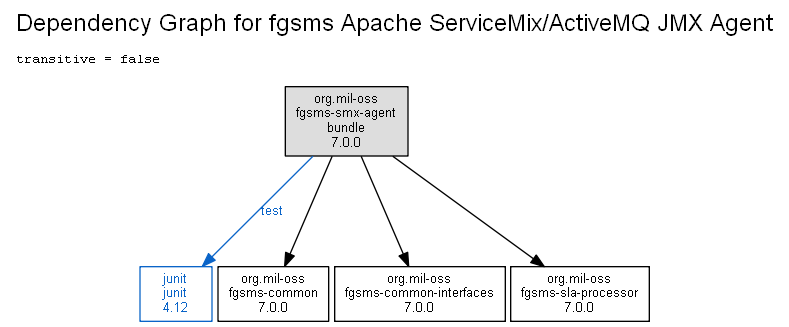 Dependency Graph for fgsms Apache ServiceMix/ActiveMQ JMX Agent
transitive = false
org.mil-oss
fgsms-smx-agent
bundle
7.0.0
test
junit
junit
4.12
org.mil-oss
fgsms-common
7.0.0
org.mil-oss
fgsms-common-interfaces
7.0.0
org.mil-oss
fgsms-sla-processor
7.0.0